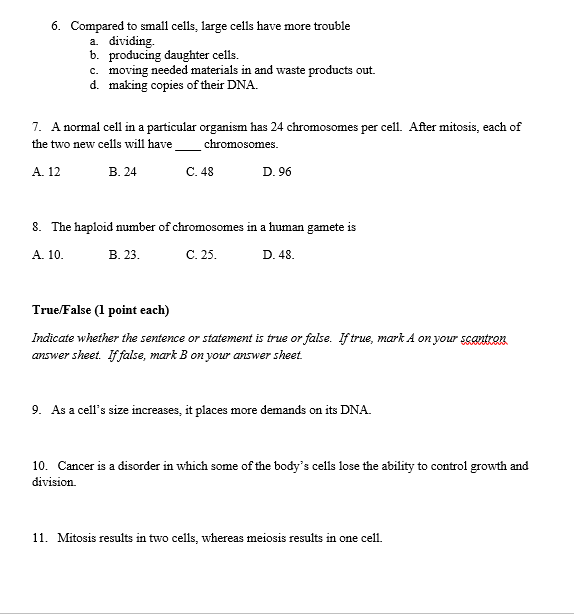 6. Compared to small cells, large cells have more trouble
a. dividing.
b. producing daughter cells.
c. moving needed materials in and waste products out.
d. making copies of their DNA.
7. A normal cell in a particular organism has 24 chromosomes per cell. After mitosis, each of
the two new cells will have ____ chromosomes.
A. 12 B. 24 C. 48 D. 96
8. The haploid number of chromosomes in a human gamete is
A. 10. B. 23. C. 25. D. 48.
True/False (1 point each)
Indicate whether the sentence or statement is true or false. If true, mark A on your scantron
answer sheet. If false, mark B on your answer sheet.
9. As a cell's size increases, it places more demands on its DNA.
10. Cancer is a disorder in which some of the body's cells lose the ability to control growth and
division.
11. Mitosis results in two cells, whereas meiosis results in one cell.